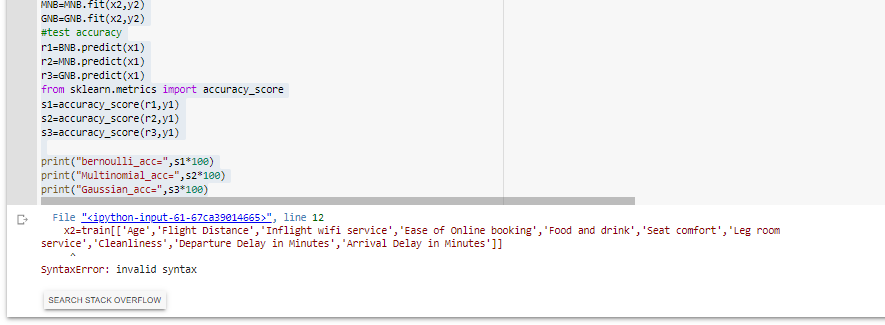 MNB=MNB.fit(x2,y2)
GNB=GNB.fit(x2,y2)
#test accuracy
r1=BNB.predict(x1)
r2=MNB.predict(x1)
r3=GNB.predict(x1)
from sklearn.metrics import accuracy_score
s1=accuracy_score(r1,y1)
s2=accuracy_score(r2,y1)
s3=accuracy_score(r3,y1)
print("bernoulli_acc=",s1*100)
print("Multinomial_acc=",s2*100)
print("Gaussian_acc=",s3*100)
File "<ipython-input-61-67ca39014665>", line 12
x2=train[['Age','Flight Distance','Inflight wifi service','Ease of Online booking','Food and drink','Seat comfort','Leg room
service','Cleanliness','Departure Delay in Minutes','Arrival Delay in Minutes']]
^
SyntaxError: invalid syntax
SEARCH STACK OVERFLOW